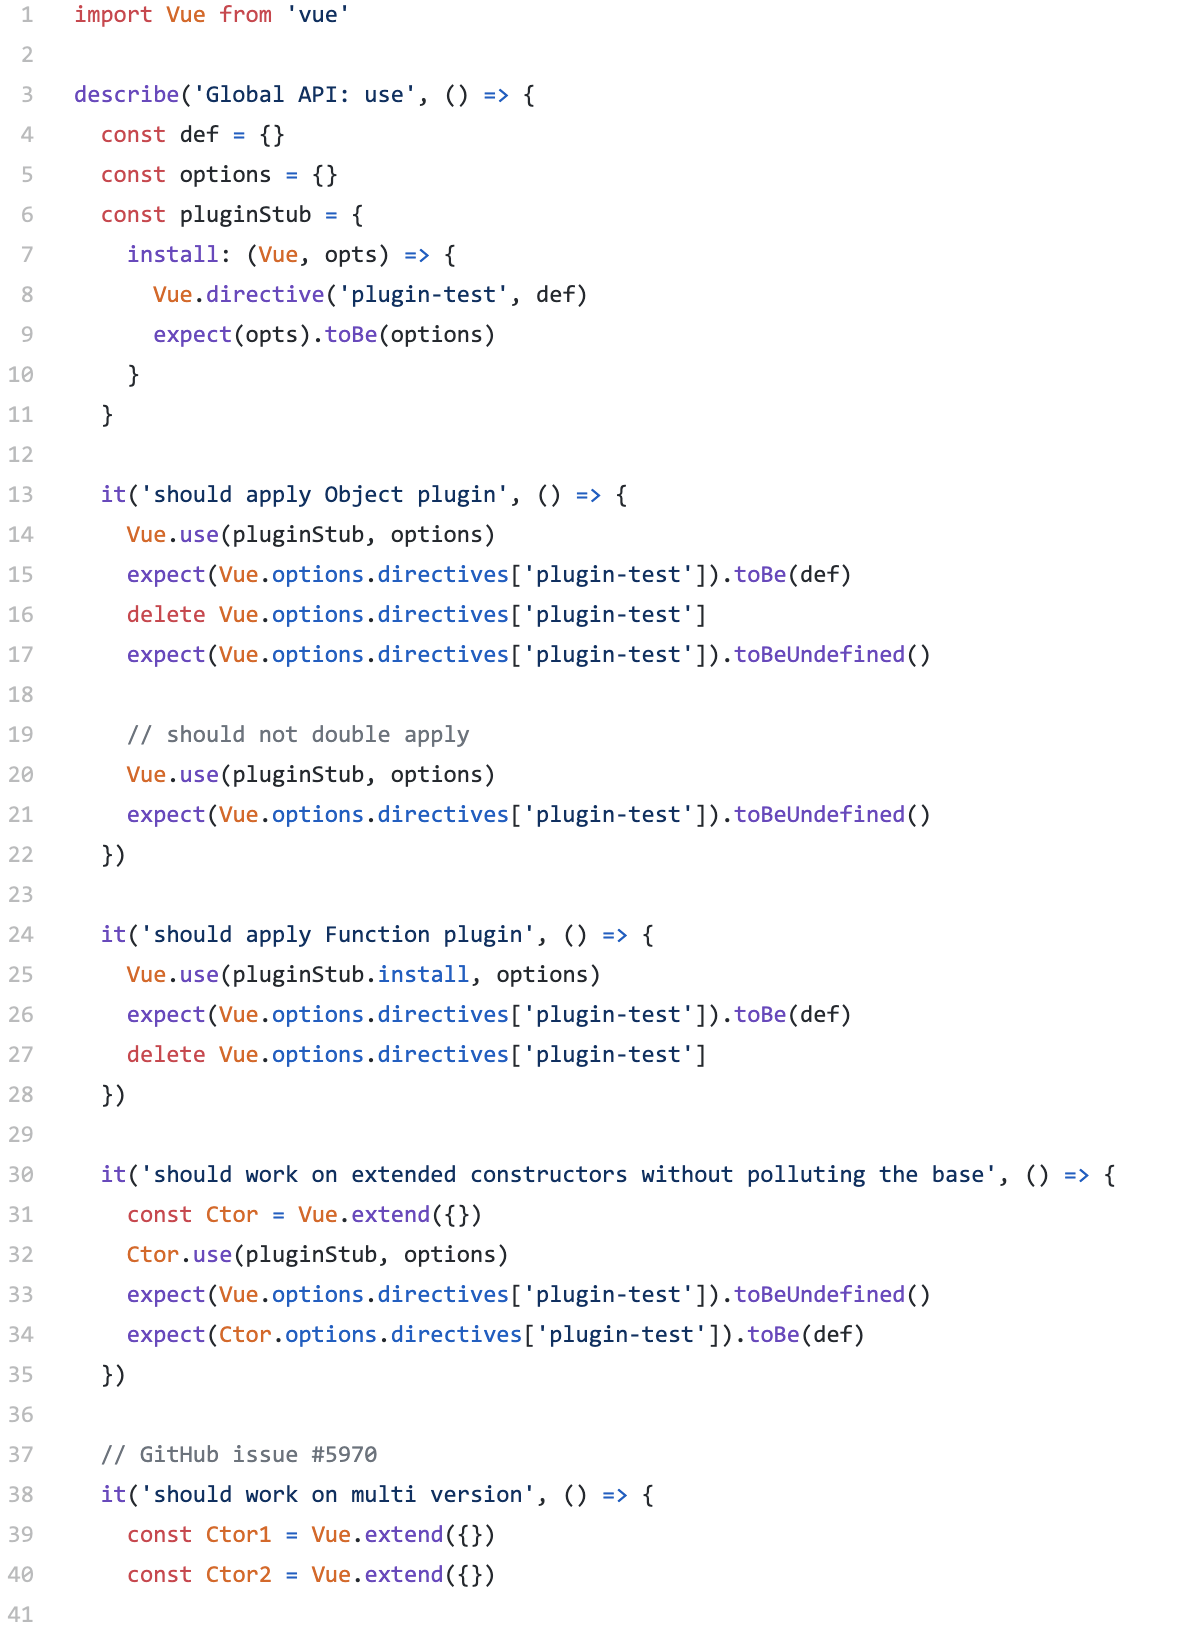 1 import Vue from 'vue'
2
3 describe('Global API: use', () => {
4 const def = {}
5 const options = {}
6 const pluginStub = {
7 install: (Vue, opts) => {
8 Vue.directive('plugin-test', def)
9 expect(opts).toBe(options)
10 }
11 }
12
13 it('should apply Object plugin', () => {
14 Vue.use(pluginStub, options)
15 expect(Vue.options.directives['plugin-test']).toBe(def)
16 delete Vue.options.directives['plugin-test']
17 expect(Vue.options.directives['plugin-test']).toBeUndefined()
18
19 // should not double apply
20 Vue.use(pluginStub, options)
21 expect(Vue.options.directives['plugin-test']).toBeUndefined()
22 })
23
24 it('should apply Function plugin', () => {
25 Vue.use(pluginStub.install, options)
26 expect(Vue.options.directives['plugin-test']).toBe(def)
27 delete Vue.options.directives['plugin-test']
28 })
29
30 it('should work on extended constructors without polluting the base', () => {
31 const Ctor = Vue.extend({})
32 Ctor.use(pluginStub, options)
33 expect(Vue.options.directives['plugin-test']).toBeUndefined()
34 expect(Ctor.options.directives['plugin-test']).toBe(def)
35 })
36
37 // GitHub issue #5970
38 it('should work on multi version', () => {
39 const Ctor1 = Vue.extend({})
40 const Ctor2 = Vue.extend({})
41